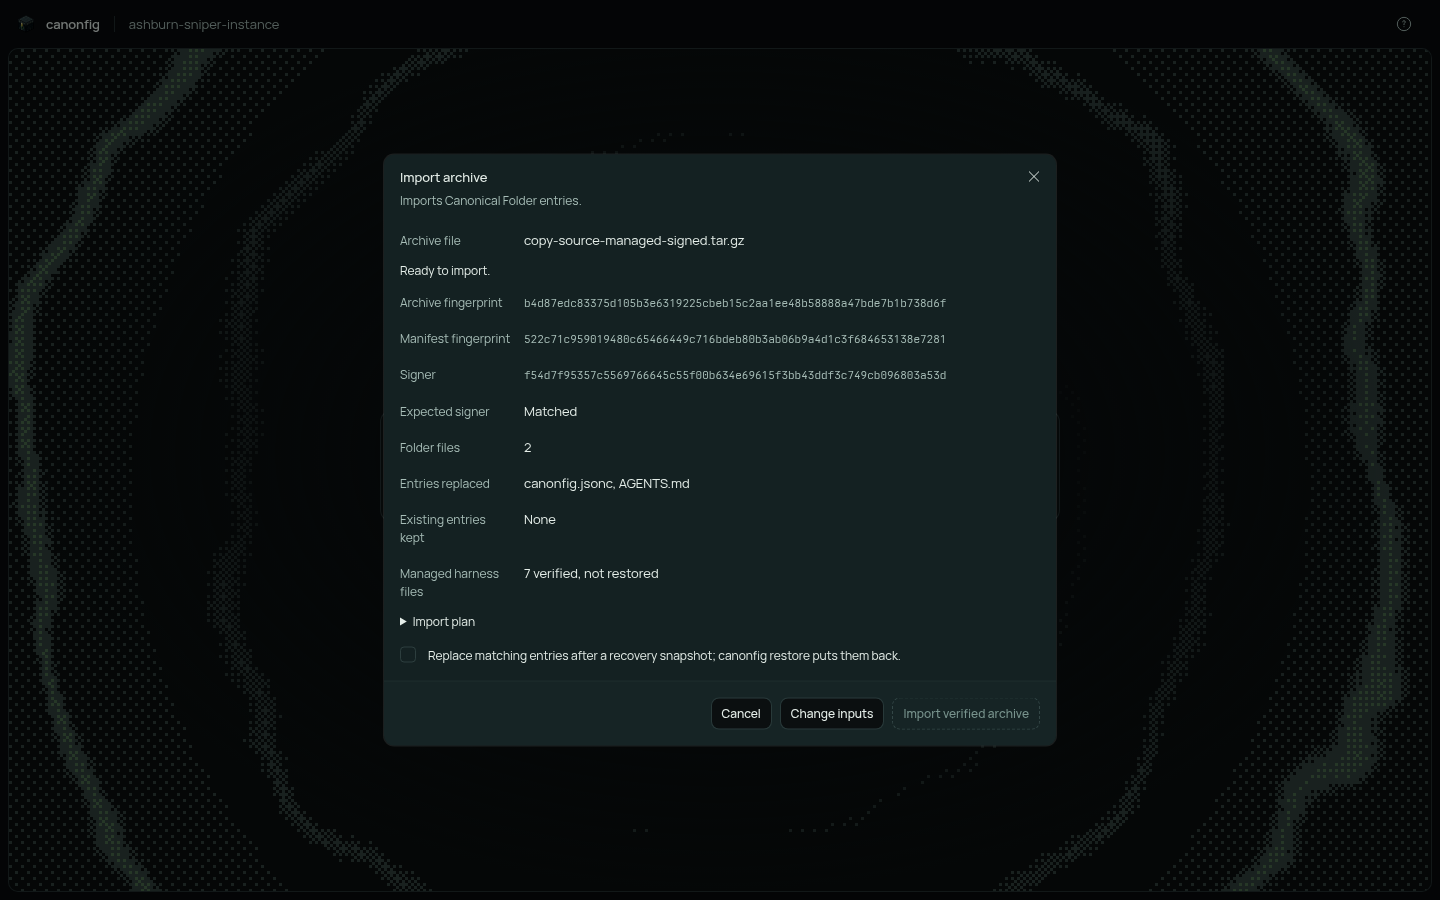 canonfig
ashburn-sniper-instance
Import archive
Imports Canonical Folder entries.
Archive file copy-source-managed-signed.tar.gz
Ready to import.
Archive fingerprint b4d87edc83375d105b3e6319225cbeb15c2aa1ee48b58888a47bde7b1b738d6f
Manifest fingerprint 522c71c959019480c65466449c716bdeb80b3ab06b9a4d1c3f684653138e7281
Signer f54d7f95357c5569766645c55f00b634e69615f3bb43ddf3c749cb096803a53d
Expected signer Matched
Folder files 2
Entries replaced canonfig.jsonc, AGENTS.md
Existing entries kept None
Managed harness files 7 verified, not restored
Import plan
Replace matching entries after a recovery snapshot; canonfig restore puts them back.
Cancel
Change inputs
Import verified archive